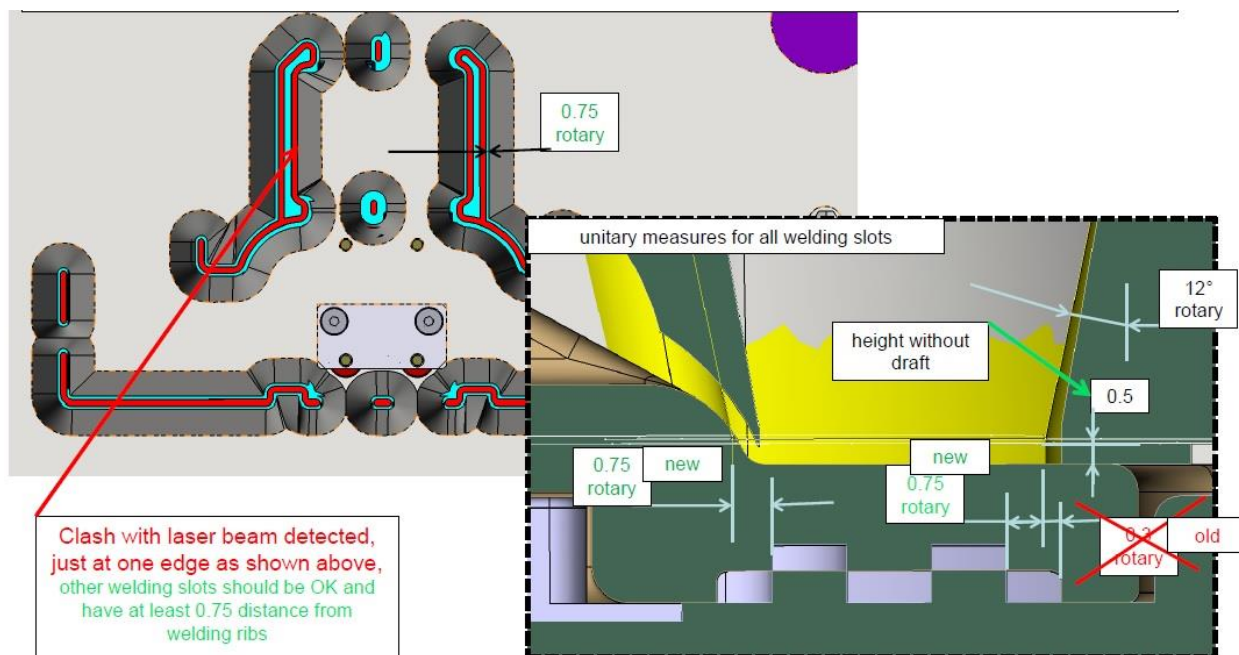 0.75
rotary
unitary measures for all welding slots
12°
rotary
height without
draft
0.5
0.75
rotary
new
new
0.75
rotary
0.3
rotary
old
Clash with laser beam detected,
just at one edge as shown above,
other welding slots should be OK and
have at least 0.75 distance from
welding ribs